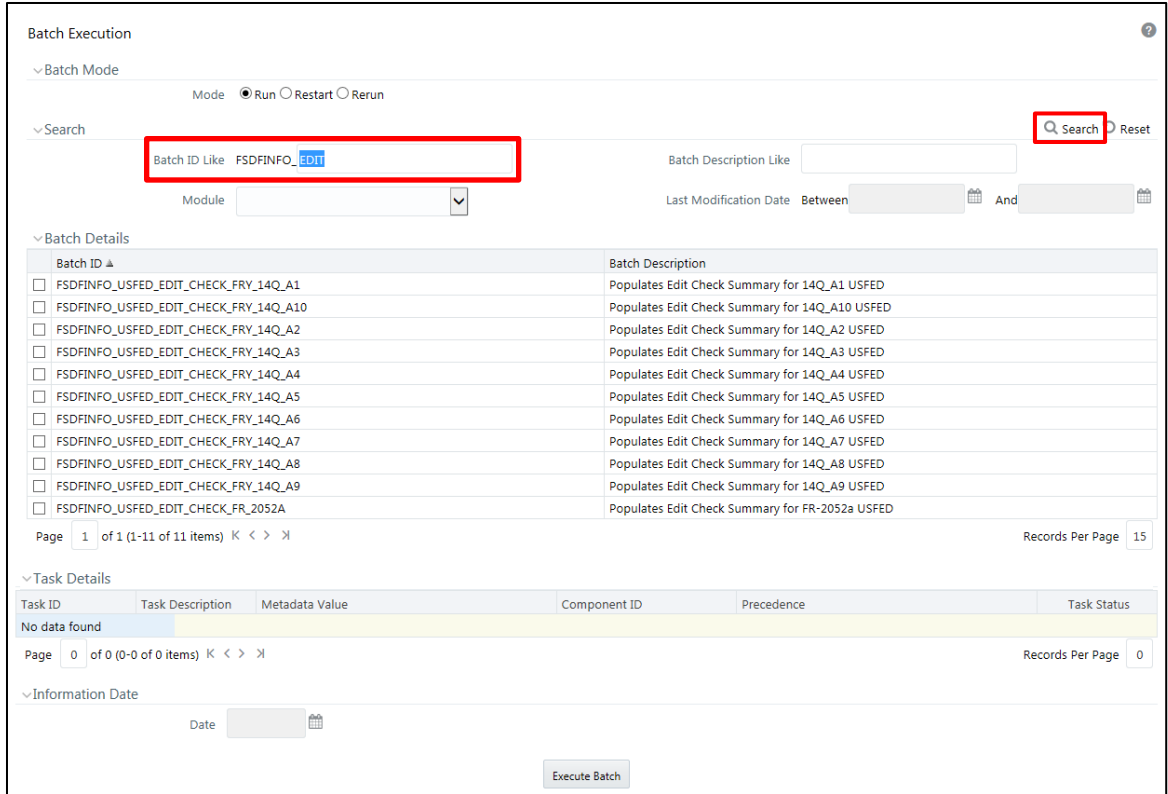 Batch Execution
Batch Mode
Mode Run Restart Rerun
Search Search Reset
Batch ID Like FSDFINFO_ EDIT Batch Description Like
Module Last Modification Date Between And
Batch Details
Batch ID Batch Description
FSDFINFO_USFED_EDIT_CHECK_FRY_14Q_A1 Populates Edit Check Summary for 14Q_A1 USFED
FSDFINFO_USFED_EDIT_CHECK_FRY_14Q_A10 Populates Edit Check Summary for 14Q_A10 USFED
FSDFINFO_USFED_EDIT_CHECK_FRY_14Q_A2 Populates Edit Check Summary for 14Q_A2 USFED
FSDFINFO_USFED_EDIT_CHECK_FRY_14Q_A3 Populates Edit Check Summary for 14Q_A3 USFED
FSDFINFO_USFED_EDIT_CHECK_FRY_14Q_A4 Populates Edit Check Summary for 14Q_A4 USFED
FSDFINFO_USFED_EDIT_CHECK_FRY_14Q_A5 Populates Edit Check Summary for 14Q_A5 USFED
FSDFINFO_USFED_EDIT_CHECK_FRY_14Q_A6 Populates Edit Check Summary for 14Q_A6 USFED
FSDFINFO_USFED_EDIT_CHECK_FRY_14Q_A7 Populates Edit Check Summary for 14Q_A7 USFED
FSDFINFO_USFED_EDIT_CHECK_FRY_14Q_A8 Populates Edit Check Summary for 14Q_A8 USFED
FSDFINFO_USFED_EDIT_CHECK_FRY_14Q_A9 Populates Edit Check Summary for 14Q_A9 USFED
FSDFINFO_USFED_EDIT_CHECK_FR_2052A Populates Edit Check Summary for FR-2052a USFED
Page 1 of 1 (1-11 of 11 items) Records Per Page 15
Task Details
Task ID Task Description Metadata Value Component ID Precedence Task Status
No data found
Page 0 of 0 (0-0 of 0 items) Records Per Page 0
Information Date
Date
Execute Batch